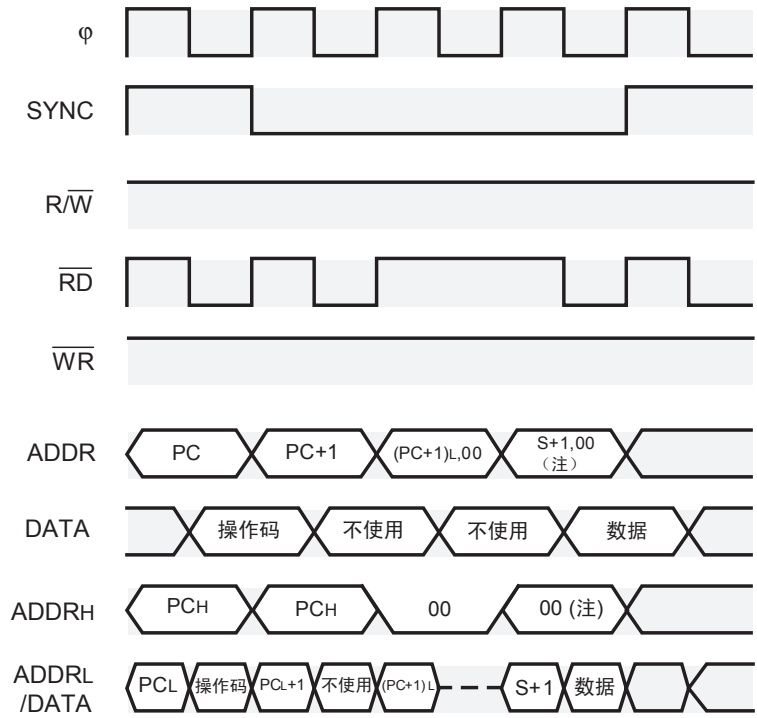 φ
SYNC
R/W̅
R̅D̅
W̅R̅
ADDR PC PC+1 (PC+1)L,00 S+1,00
（注）
DATA 操作码 不使用 不使用 数据
ADDRH PCH PCH 00 00 (注)
ADDRL
/DATA
PCL 操作码 PCL+1 不使用 (PC+1)L S+1 数据